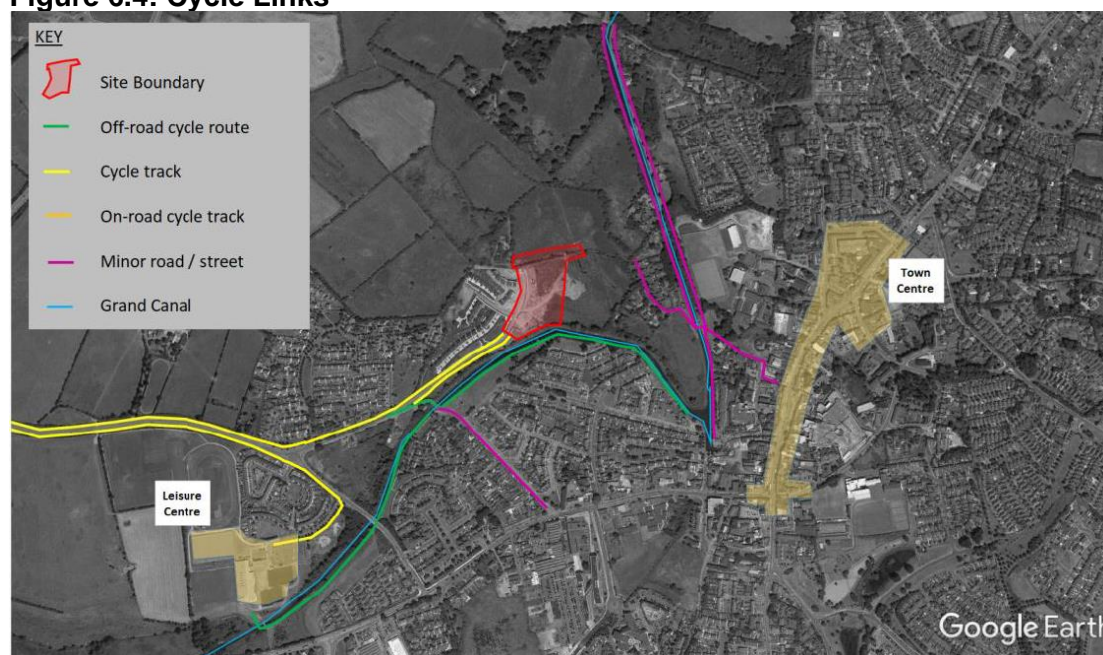 Figure 6.4: Cycle Links
KEY
Site Boundary
Off-road cycle route
Cycle track
On-road cycle track
Minor road / street
Grand Canal
Town
Centre
Leisure
Centre
Google Earth